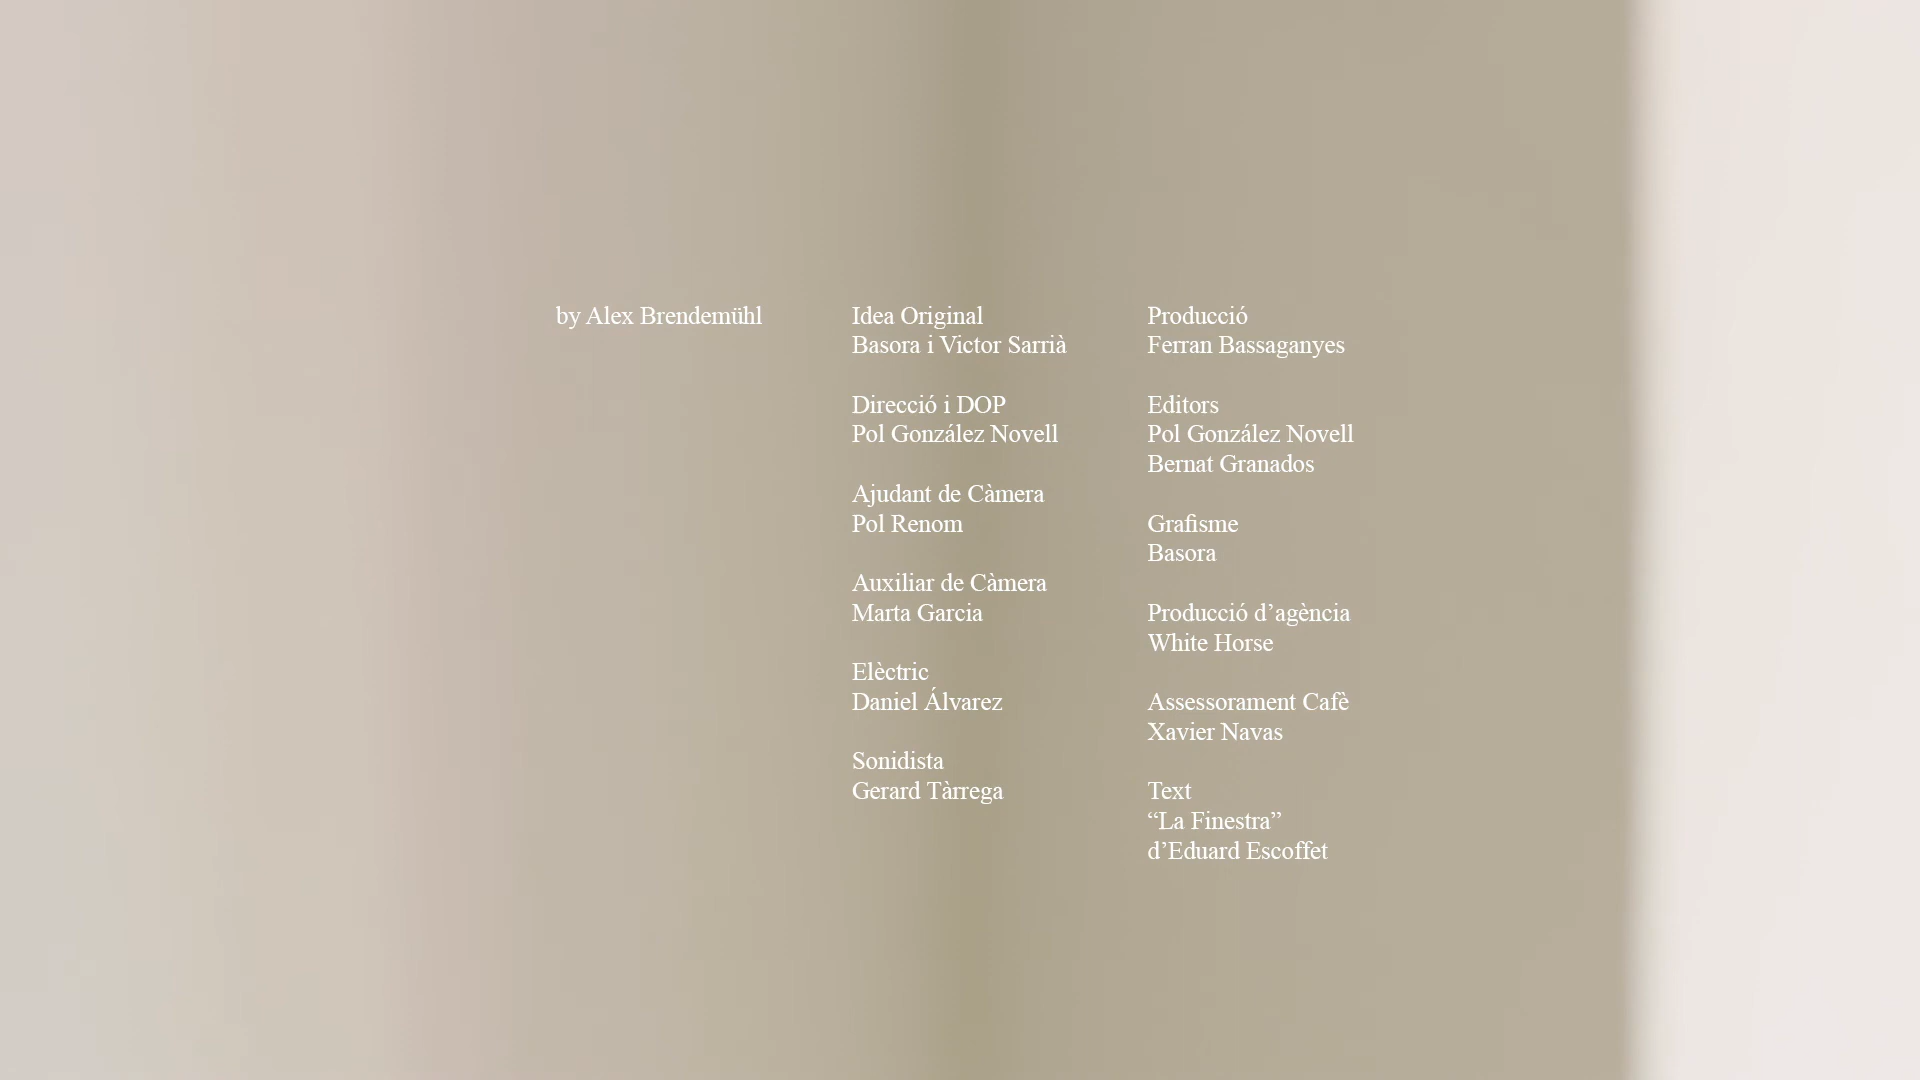 by Alex Brendemühl
Idea Original
Basora i Victor Sarrià
Direcció i DOP
Pol González Novell
Ajudant de Càmera
Pol Renom
Auxiliar de Càmera
Marta Garcia
Elèctric
Daniel Álvarez
Sonidista
Gerard Tàrrega
Producció
Ferran Bassaganyes
Editors
Pol González Novell
Bernat Granados
Grafisme
Basora
Producció d’agència
White Horse
Assessorament Cafè
Xavier Navas
Text
“La Finestra”
d’Eduard Escoffet